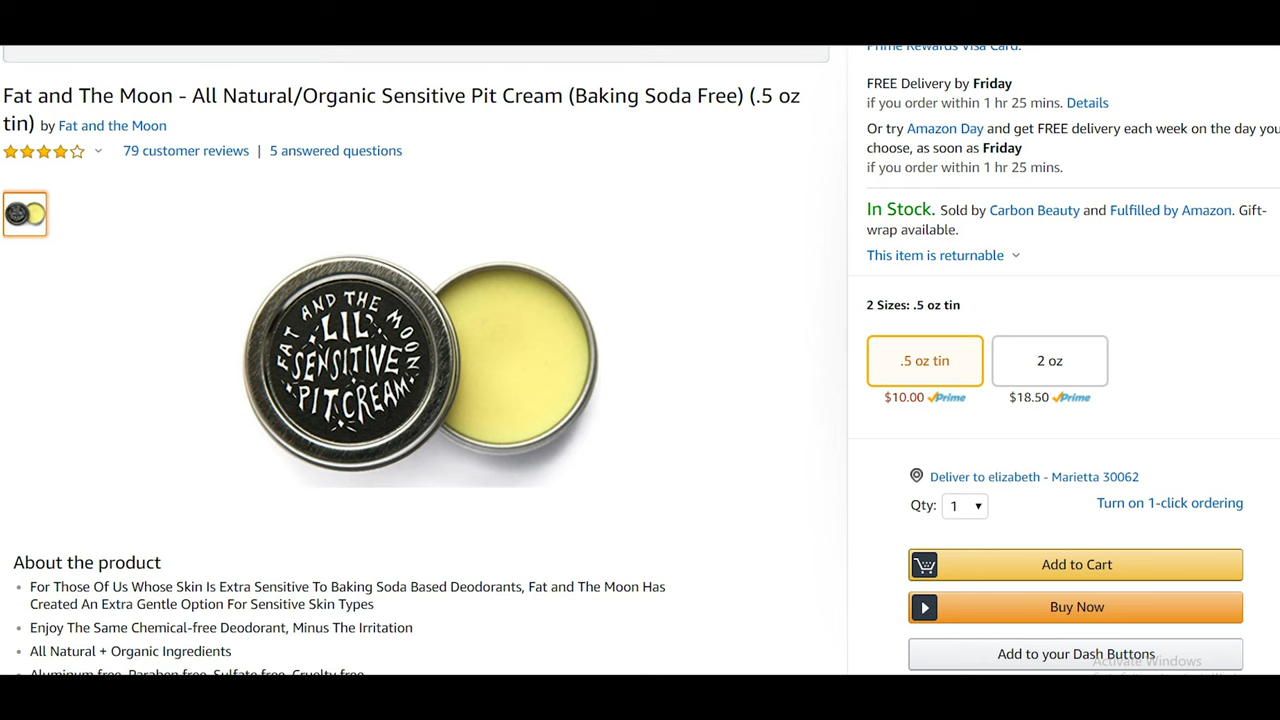 Fat and The Moon - All Natural/Organic Sensitive Pit Cream (Baking Soda Free) (.5 oz
tin) by Fat and the Moon
79 customer reviews | 5 answered questions
FAT AND THE MOON
LIL'
SENSITIVE
PIT CREAM
About the product
For Those Of Us Whose Skin Is Extra Sensitive To Baking Soda Based Deodorants, Fat and The Moon Has
Created An Extra Gentle Option For Sensitive Skin Types
Enjoy The Same Chemical-free Deodorant, Minus The Irritation
All Natural + Organic Ingredients
Aluminum free, Paraben free, Sulfate free, Cruelty free
Prime Rewards Visa Card.
FREE Delivery by Friday
if you order within 1 hr 25 mins. Details
Or try Amazon Day and get FREE delivery each week on the day you
choose, as soon as Friday
if you order within 1 hr 25 mins.
In Stock. Sold by Carbon Beauty and Fulfilled by Amazon. Gift-
wrap available.
This item is returnable
2 Sizes: .5 oz tin
.5 oz tin 2 oz
$10.00 Prime $18.50 Prime
Deliver to elizabeth - Marietta 30062
Qty: 1 Turn on 1-click ordering
Add to Cart
Buy Now
Add to your Dash Buttons
Activate Windows